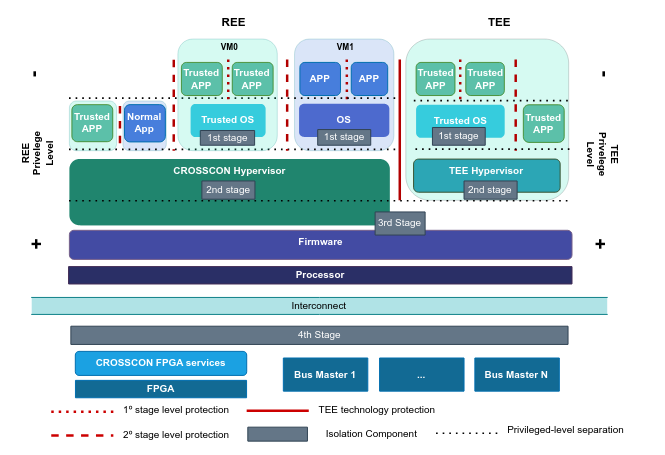 REE
TEE
VM0
VM1
Trusted
APP
Trusted
APP
APP
APP
Trusted
APP
Trusted
APP
Trusted
APP
Normal
App
Trusted OS
1st stage
OS
1st stage
Trusted OS
1st stage
Trusted
APP
REE
Privelege
Level
TEE
Privelege
Level
-
-
CROSSCON Hypervisor
2nd stage
TEE Hypervisor
2nd stage
3rd Stage
+
+
Firmware
Processor
Interconnect
4th Stage
CROSSCON FPGA services
FPGA
Bus Master 1
...
Bus Master N
1º stage level protection
TEE technology protection
2º stage level protection
Isolation Component
Privileged-level separation